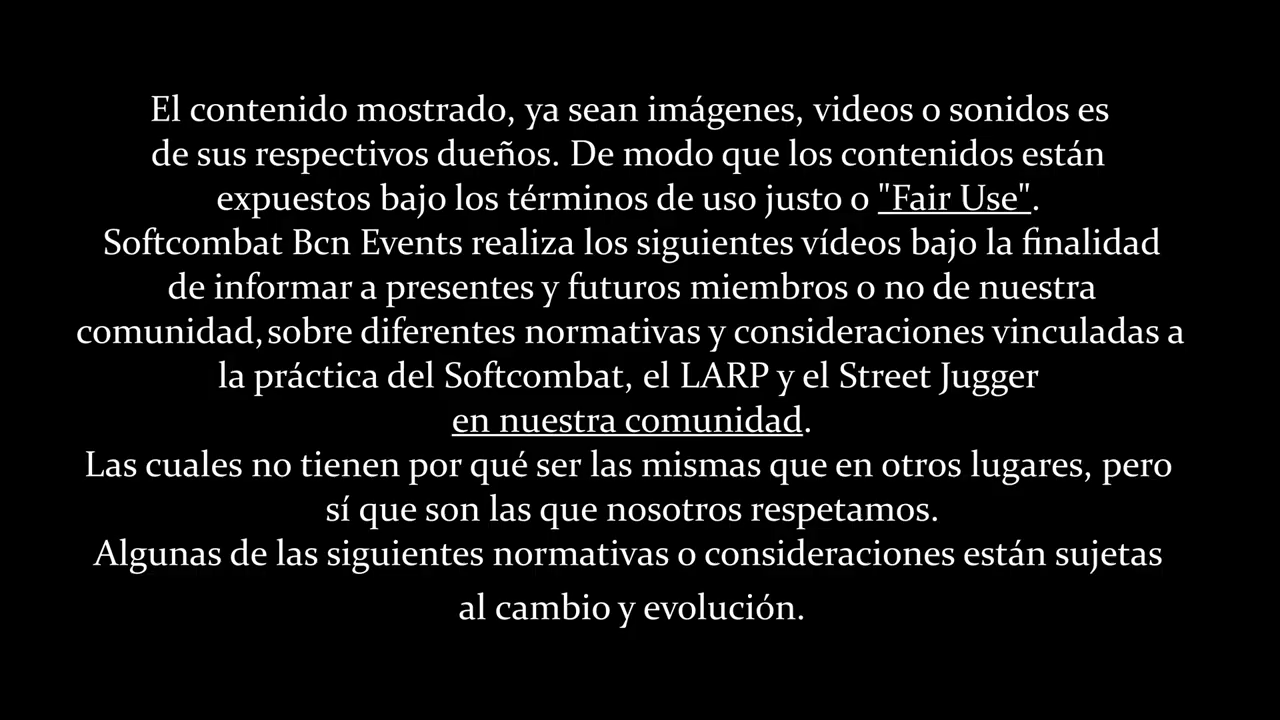 El contenido mostrado, ya sean imágenes, videos o sonidos es
de sus respectivos dueños. De modo que los contenidos están
expuestos bajo los términos de uso justo o "Fair Use".
Softcombat Bcn Events realiza los siguientes vídeos bajo la finalidad
de informar a presentes y futuros miembros o no de nuestra
comunidad, sobre diferentes normativas y consideraciones vinculadas a
la práctica del Softcombat, el LARP y el Street Jugger
en nuestra comunidad.
Las cuales no tienen por qué ser las mismas que en otros lugares, pero
sí que son las que nosotros respetamos.
Algunas de las siguientes normativas o consideraciones están sujetas
al cambio y evolución.